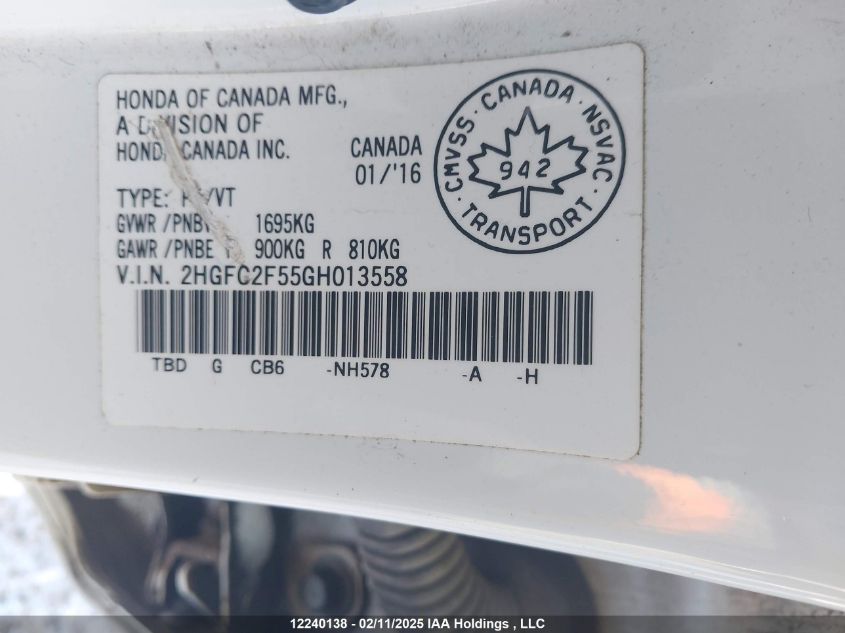 HONDA OF CANADA MFG.,
A DIVISION OF
HONDA CANADA INC.
CANADA
01/'16
CMVSS · CANADA · NSVAC · TRANSPORT ·
942
GVWR /PNBV 1695KG
GAWR /PNBE F 900KG R 810KG
V.I.N. 2HGFC2F55GH013558
TBD G CB6 -NH578 -A -H
12240138 - 02/11/2025 IAA Holdings , LLC
TYPE: